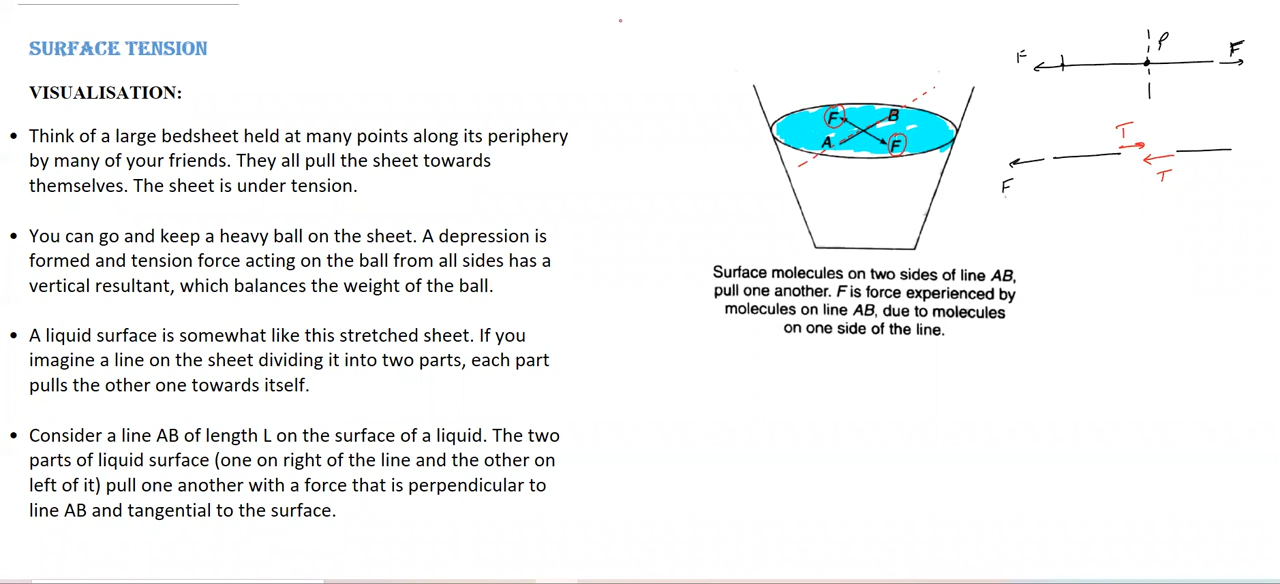 SURFACE TENSION
VISUALISATION:
• Think of a large bedsheet held at many points along its periphery
by many of your friends. They all pull the sheet towards
themselves. The sheet is under tension.
• You can go and keep a heavy ball on the sheet. A depression is
formed and tension force acting on the ball from all sides has a
vertical resultant, which balances the weight of the ball.
• A liquid surface is somewhat like this stretched sheet. If you
imagine a line on the sheet dividing it into two parts, each part
pulls the other one towards itself.
• Consider a line AB of length L on the surface of a liquid. The two
parts of liquid surface (one on right of the line and the other on
left of it) pull one another with a force that is perpendicular to
line AB and tangential to the surface.
F B
A F
Surface molecules on two sides of line AB,
pull one another. F is force experienced by
molecules on line AB, due to molecules
on one side of the line.
F P F
T
T
F